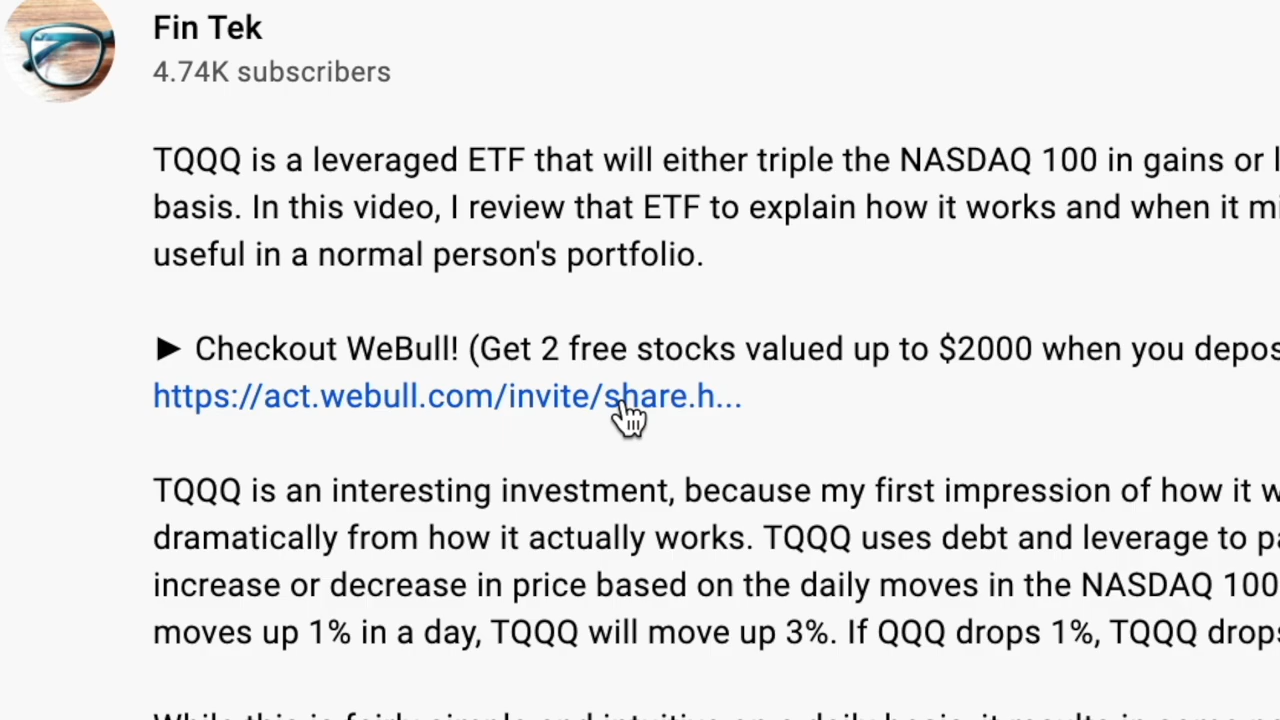 Fin Tek
4.74K subscribers
TQQQ is a leveraged ETF that will either triple the NASDAQ 100 in gains or
basis. In this video, I review that ETF to explain how it works and when it
useful in a normal person's portfolio.
► Checkout WeBull! (Get 2 free stocks valued up to $2000 when you
https://act.webull.com/invite/share.h...
TQQQ is an interesting investment, because my first impression of how it
dramatically from how it actually works. TQQQ uses debt and leverage to
increase or decrease in price based on the daily moves in the NASDAQ 100
moves up 1% in a day, TQQQ will move up 3%. If QQQ drops 1%, TQQQ